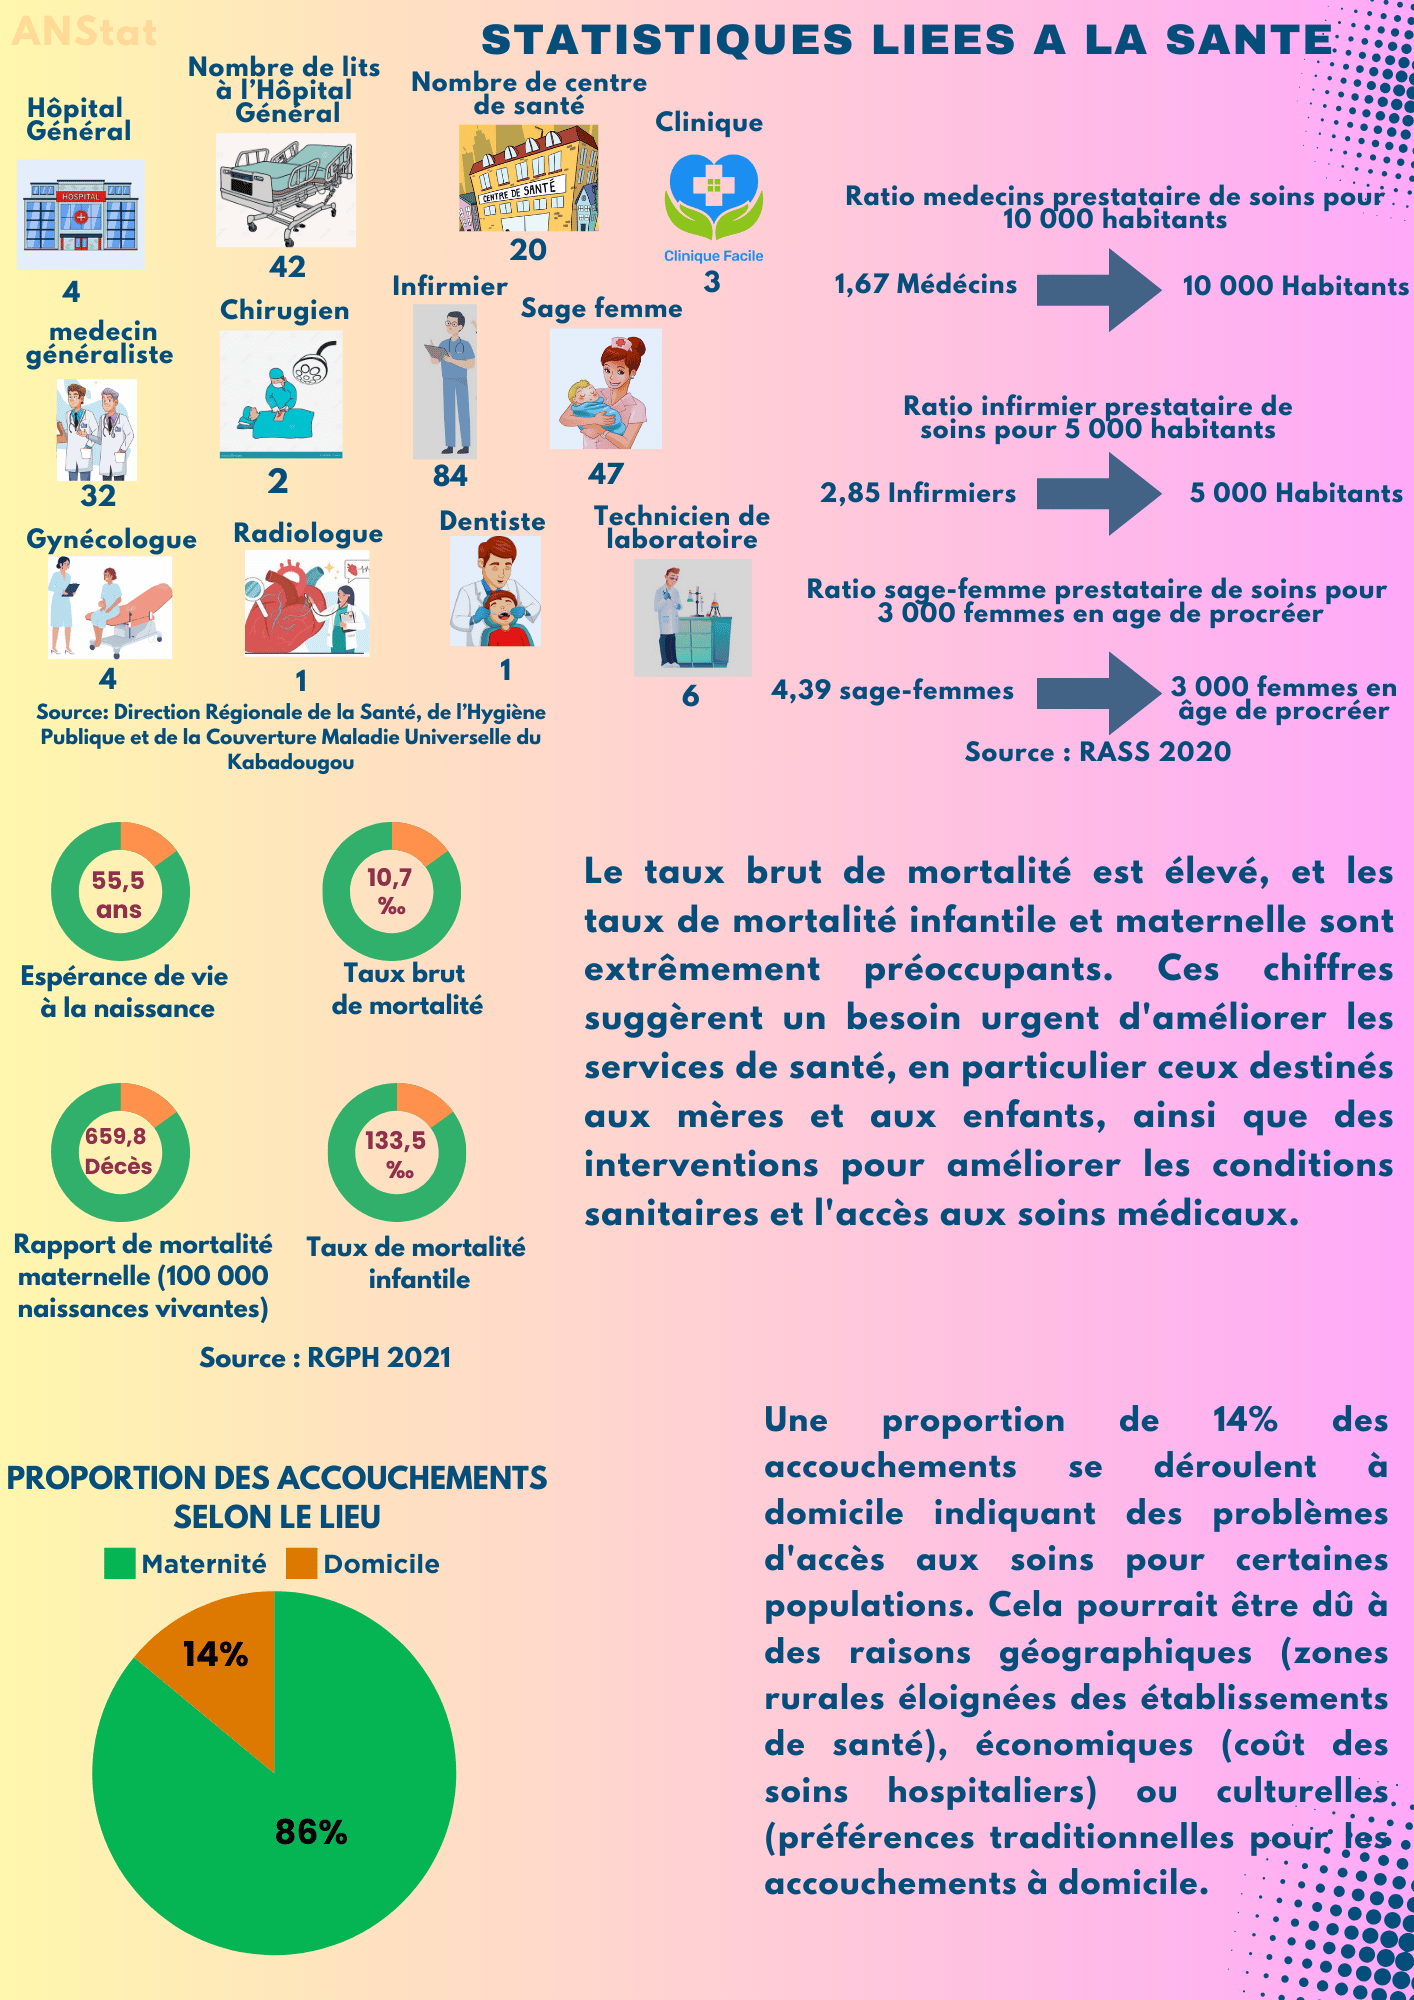 ANStat
STATISTIQUES LIEES A LA SANTE
Hôpital
Général
HOSPITAL
4
Nombre de lits
à l'Hôpital
Général
42
Nombre de centre
de santé
CENTRE DE SANTÉ
20
Clinique
Clinique Facile
3
medecin
généraliste
32
Chirugien
2
Infirmier
84
Sage femme
47
Gynécologue
4
Radiologue
1
Dentiste
1
Technicien de
laboratoire
6
Source: Direction Régionale de la Santé, de l'Hygiène
Publique et de la Couverture Maladie Universelle du
Kabadougou
Ratio medecins prestataire de soins pour
10 000 habitants
1,67 Médécins
10 000 Habitants
Ratio infirmier prestataire de
soins pour 5 000 habitants
2,85 Infirmiers
5 000 Habitants
Ratio sage-femme prestataire de soins pour
3 000 femmes en age de procréer
4,39 sage-femmes
3 000 femmes en
âge de procréer
Source : RASS 2020
55,5
ans
Espérance de vie
à la naissance
10,7
‰
Taux brut
de mortalité
659,8
Décès
Rapport de mortalité
maternelle (100 000
naissances vivantes)
133,5
‰
Taux de mortalité
infantile
Source : RGPH 2021
Le taux brut de mortalité est élevé, et les
taux de mortalité infantile et maternelle sont
extrêmement préoccupants. Ces chiffres
suggèrent un besoin urgent d'améliorer les
services de santé, en particulier ceux destinés
aux mères et aux enfants, ainsi que des
interventions pour améliorer les conditions
sanitaires et l'accès aux soins médicaux.
PROPORTION DES ACCOUCHEMENTS
SELON LE LIEU
Maternité
Domicile
14%
86%
Une proportion de 14% des
accouchements se déroulent à
domicile indiquant des problèmes
d'accès aux soins pour certaines
populations. Cela pourrait être dû à
des raisons géographiques (zones
rurales éloignées des établissements
de santé), économiques (coût des
soins hospitaliers) ou culturelles
(préférences traditionnelles pour les
accouchements à domicile.